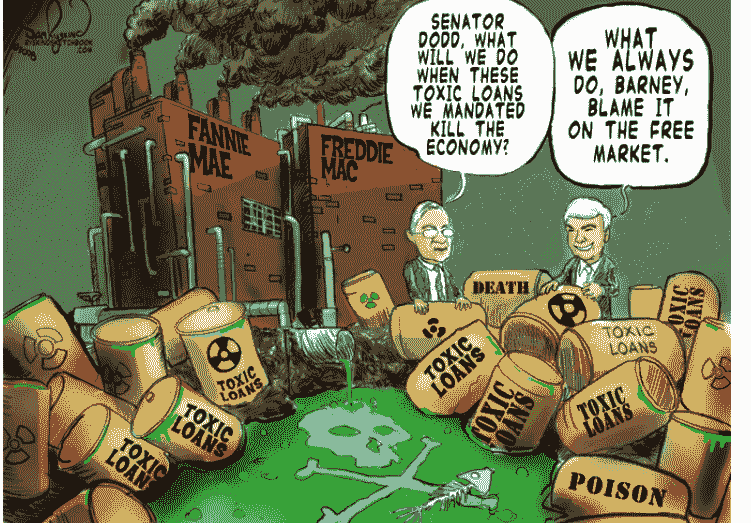 SENATOR
DODD, WHAT
WILL WE DO
WHEN THESE
TOXIC LOANS
WE MANDATED
KILL THE
ECONOMY?
WHAT
WE ALWAYS
DO, BARNEY,
BLAME IT
ON THE FREE
MARKET.
FANNIE
MAE
FREDDIE
MAC
DEATH
TOXIC
LOANS
TOXIC
LOANS
TOXIC
LOANS
TOXIC
LOANS
TOXIC
LOANS
TOXIC
LOANS
TOXIC
LOANS
TOXIC
LOANS
POISON